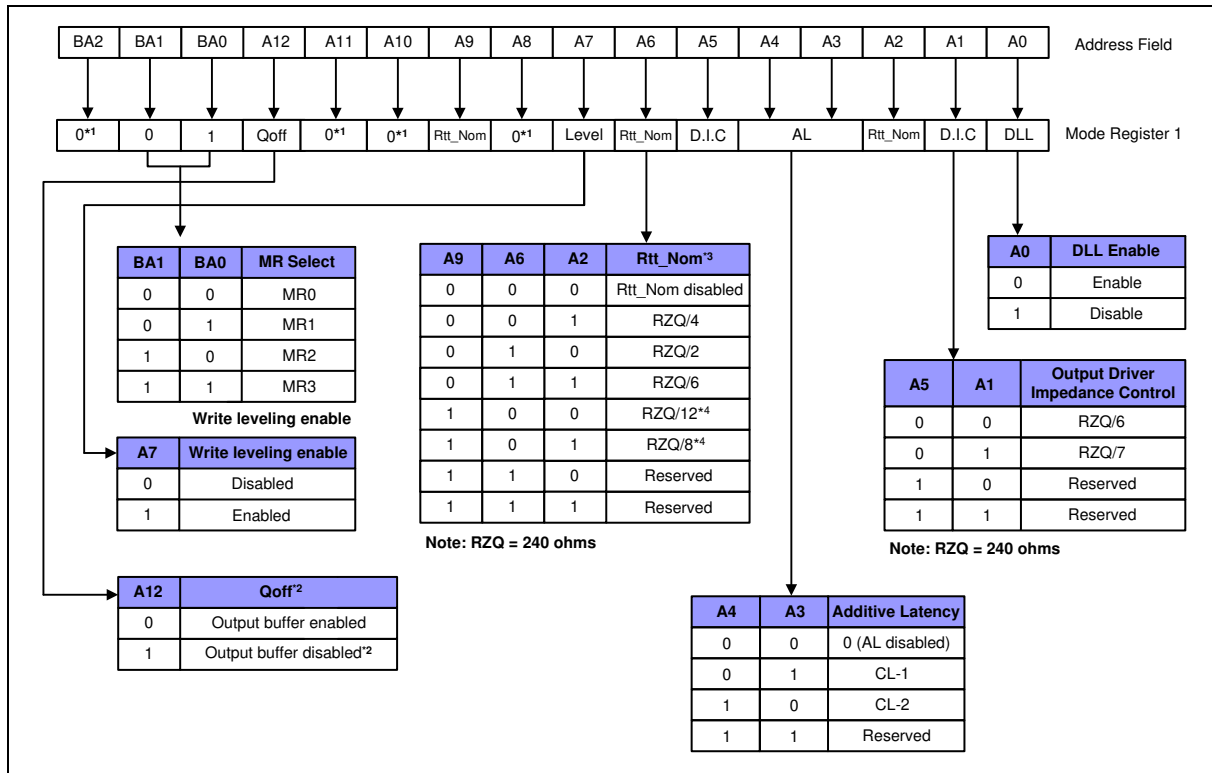 BA2 BA1 BA0 A12 A11 A10 A9 A8 A7 A6 A5 A4 A3 A2 A1 A0 Address Field
0*1 0 1 Qoff 0*1 0*1 Rtt_Nom 0*1 Level Rtt_Nom D.I.C AL Rtt_Nom D.I.C DLL Mode Register 1
BA1 BA0 MR Select
0 0 MR0
0 1 MR1
1 0 MR2
1 1 MR3
Write leveling enable
A7 Write leveling enable
0 Disabled
1 Enabled
A12 Qoff*2
0 Output buffer enabled
1 Output buffer disabled*2
A9 A6 A2 Rtt_Nom*3
0 0 0 Rtt_Nom disabled
0 0 1 RZQ/4
0 1 0 RZQ/2
0 1 1 RZQ/6
1 0 0 RZQ/12*4
1 0 1 RZQ/8*4
1 1 0 Reserved
1 1 1 Reserved
Note: RZQ = 240 ohms
A4 A3 Additive Latency
0 0 0 (AL disabled)
0 1 CL-1
1 0 CL-2
1 1 Reserved
A0 DLL Enable
0 Enable
1 Disable
A5 A1 Output Driver
Impedance Control
0 0 RZQ/6
0 1 RZQ/7
1 0 Reserved
1 1 Reserved
Note: RZQ = 240 ohms